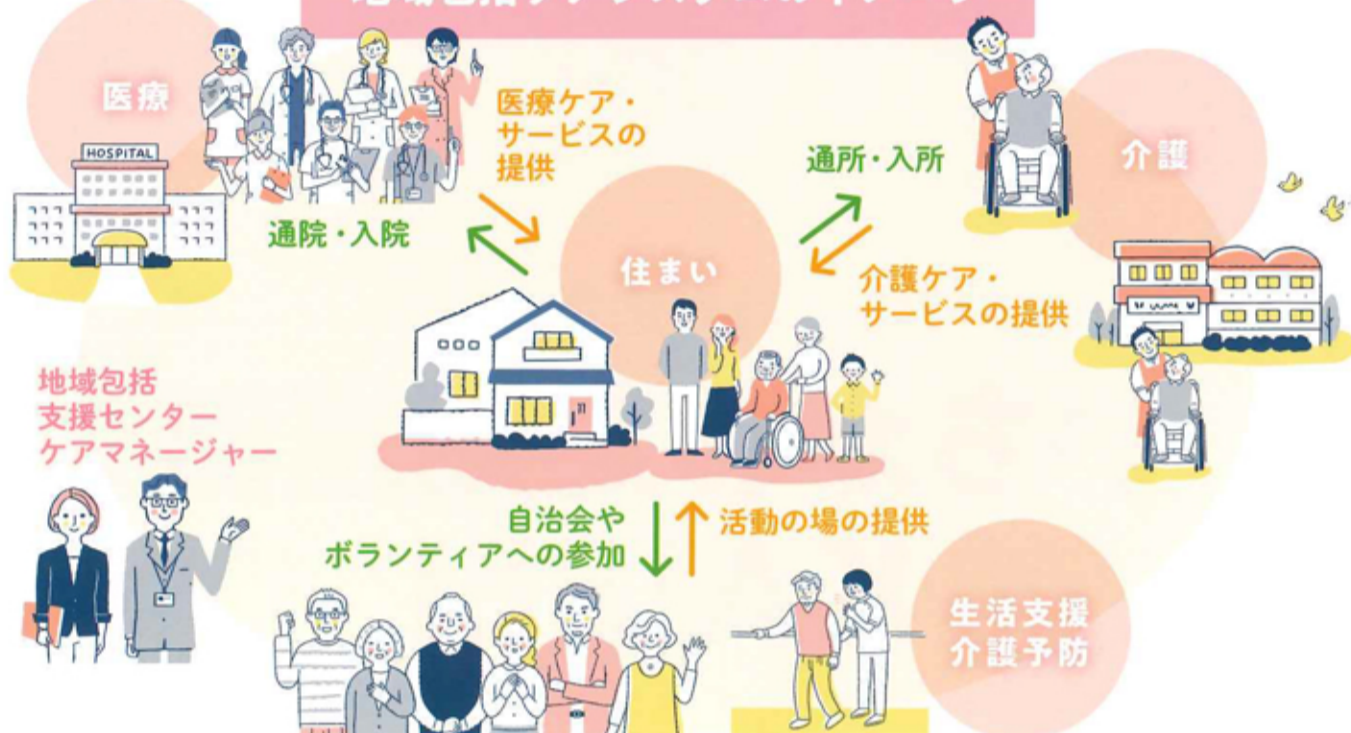 医療
HOSPITAL
医療ケア・
サービスの
提供
通院・入院
住まい
通所・入所
介護
介護ケア・
サービスの提供
地域包括
支援センター
ケアマネージャー
自治会や
ボランティアへの参加
活動の場の提供
生活支援
介護予防